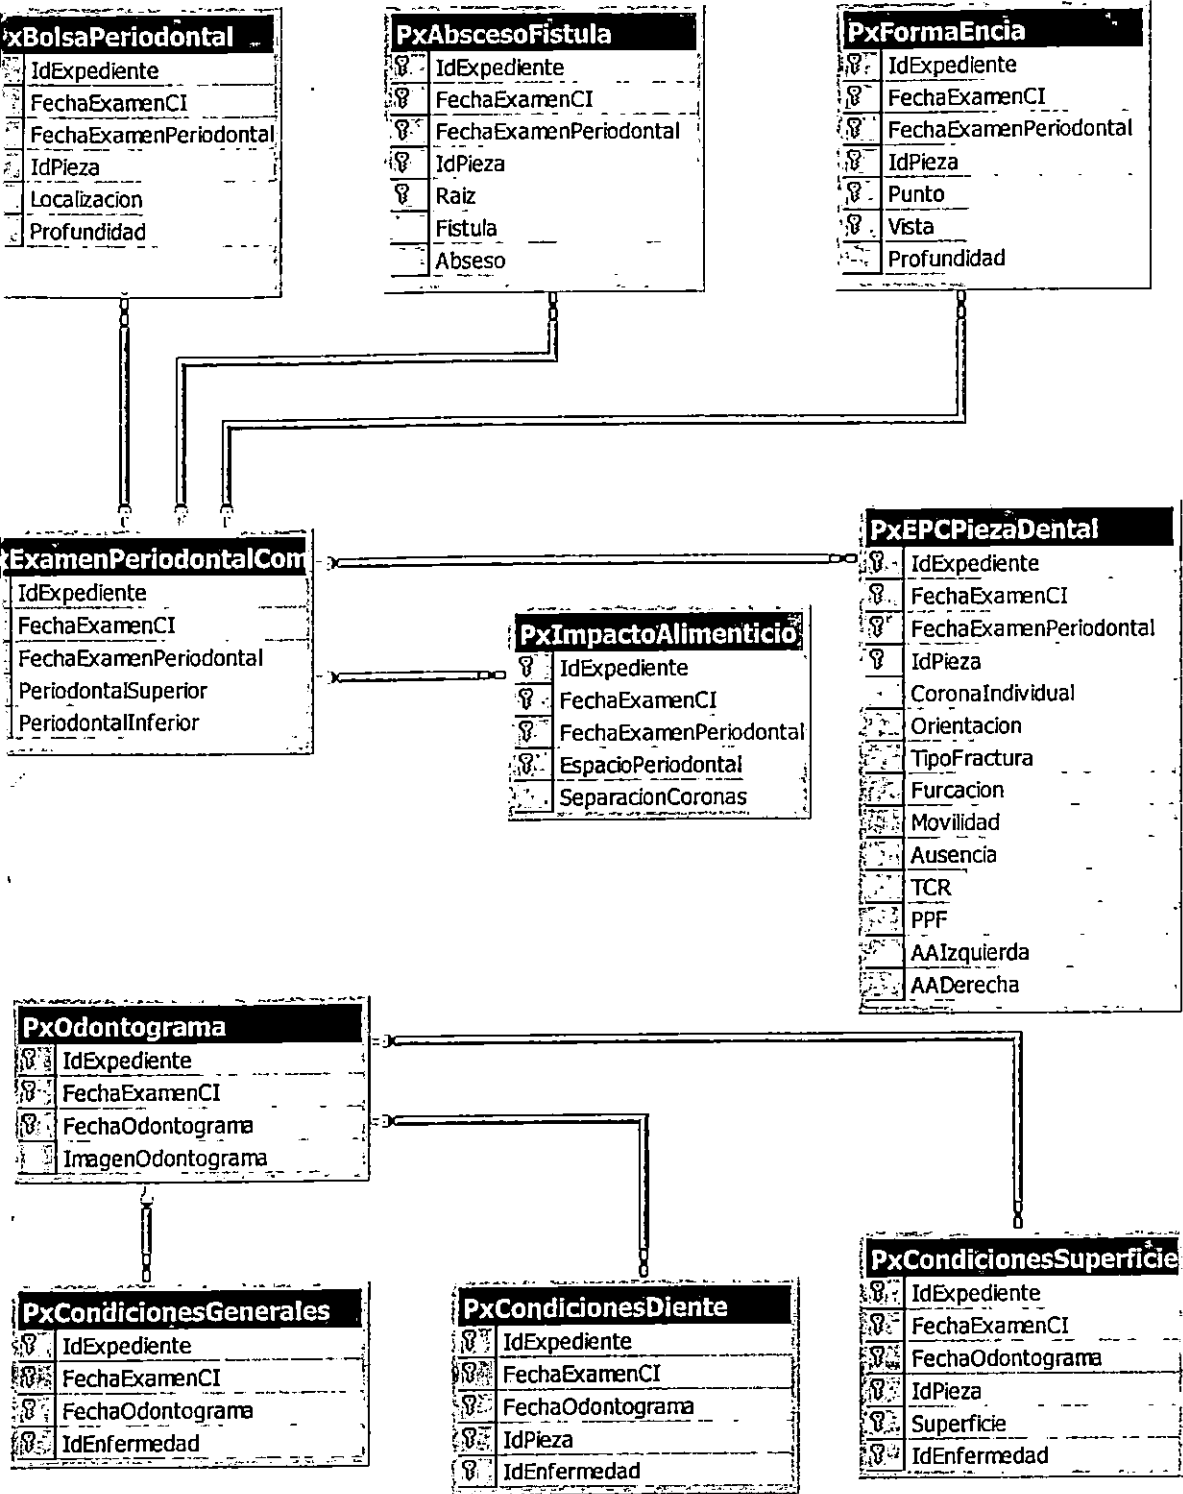 xBolsaPeriodontal
IdExpediente
FechaExamenCI
FechaExamenPeriodontal
IdPieza
Localizacion
Profundidad
PxAbscesoFistula
IdExpediente
FechaExamenCI
FechaExamenPeriodontal
IdPieza
Raiz
Fistula
Abseso
PxFormaEncia
IdExpediente
FechaExamenCI
FechaExamenPeriodontal
IdPieza
Punto
Vista
Profundidad
xExamenPeriodontalCom
IdExpediente
FechaExamenCI
FechaExamenPeriodontal
PeriodontalSuperior
PeriodontalInferior
PxImpactoAlimenticio
IdExpediente
FechaExamenCI
FechaExamenPeriodontal
EspacioPeriodontal
SeparacionCoronas
PxEPCPiezaDental
IdExpediente
FechaExamenCI
FechaExamenPeriodontal
IdPieza
CoronaIndividual
Orientacion
TipoFractura
Furcacion
Movilidad
Ausencia
TCR
PPF
AAIzquierda
AADerecha
PxOdontograma
IdExpediente
FechaExamenCI
FechaOdontograma
ImagenOdontograma
PxCondicionesGenerales
IdExpediente
FechaExamenCI
FechaOdontograma
IdEnfermedad
PxCondicionesDiente
IdExpediente
FechaExamenCI
FechaOdontograma
IdPieza
IdEnfermedad
PxCondicionesSuperficie
IdExpediente
FechaExamenCI
FechaOdontograma
IdPieza
Superficie
IdEnfermedad